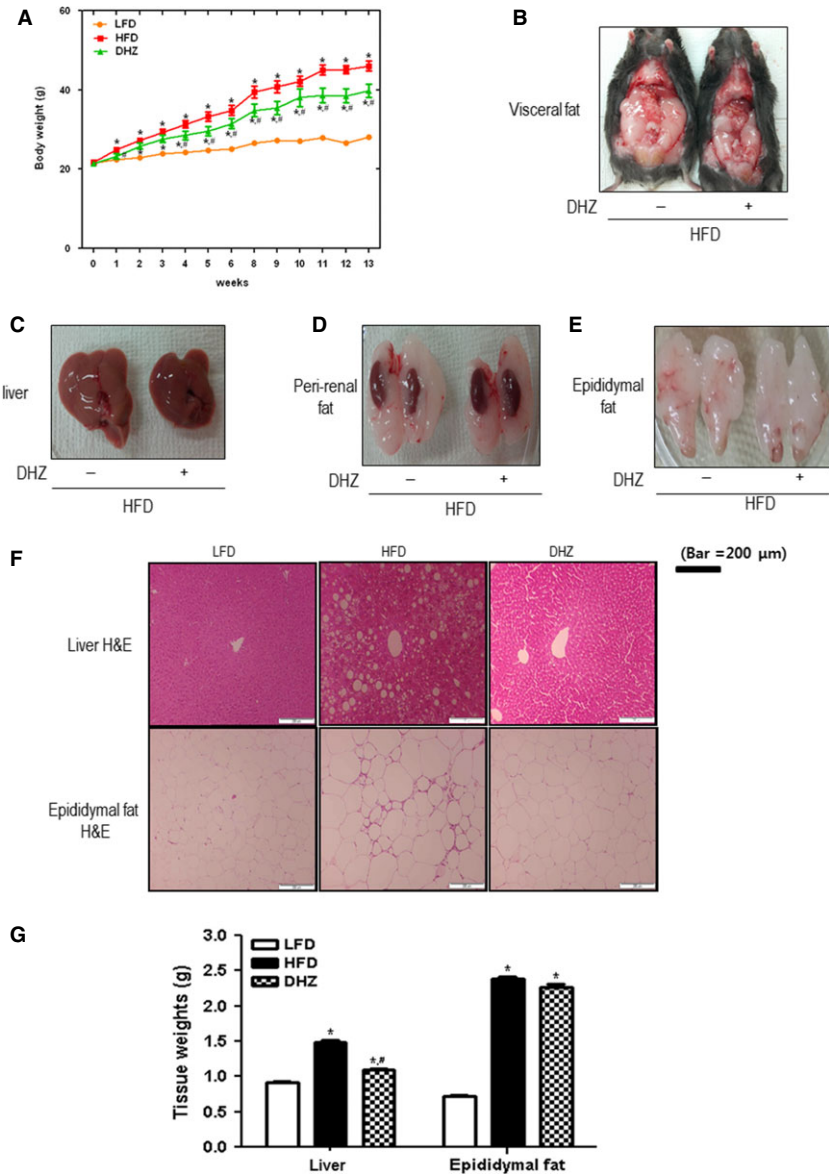 A
LFD
HFD
DHZ
Body weight (g)
60
40
20
0
* * * * * * * * * * * *
*,# * * *,# *,# *,# *,# *,# *,# *,# *,# *,#
0 1 2 3 4 5 6 8 9 10 11 12 13
weeks
B
Visceral fat
DHZ – +
HFD
C
liver
DHZ – +
HFD
D
Peri-renal
fat
DHZ – +
HFD
E
Epididymal
fat
DHZ – +
HFD
F
LFD HFD DHZ
(Bar =200 µm)
Liver H&E
Epididymal fat
H&E
G
Tissue weights (g)
3.0
2.5
2.0
1.5
1.0
0.5
0.0
LFD
HFD
DHZ
* *,# * *
Liver Epididymal fat